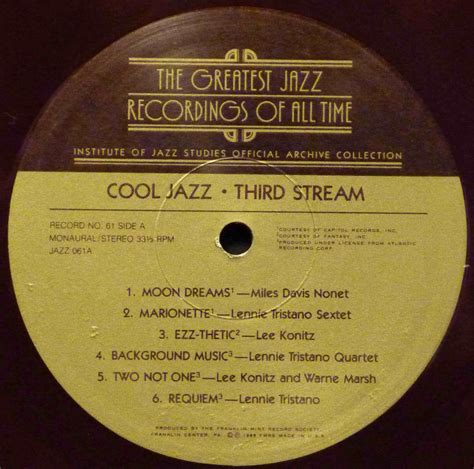 THE GREATEST JAZZ
RECORDINGS OF ALL TIME
INSTITUTE OF JAZZ STUDIES OFFICIAL ARCHIVE COLLECTION
COOL JAZZ · THIRD STREAM
RECORD NO. 61 SIDE A
MONAURAL/STEREO 33⅓ RPM
JAZZ 061A
¹COURTESY OF CAPITOL RECORDS, INC.
²COURTESY OF FANTASY, INC.
³PRODUCED UNDER LICENSE FROM ATLANTIC
RECORDING CORP.
1. MOON DREAMS¹—Miles Davis Nonet
2. MARIONETTE¹—Lennie Tristano Sextet
3. EZZ-THETIC²—Lee Konitz
4. BACKGROUND MUSIC³—Lennie Tristano Quartet
5. TWO NOT ONE³—Lee Konitz and Warne Marsh
6. REQUIEM³—Lennie Tristano
PRODUCED BY THE FRANKLIN MINT RECORD SOCIETY,
FRANKLIN CENTER, PA. © ℗ FMRS MADE IN U.S.A.